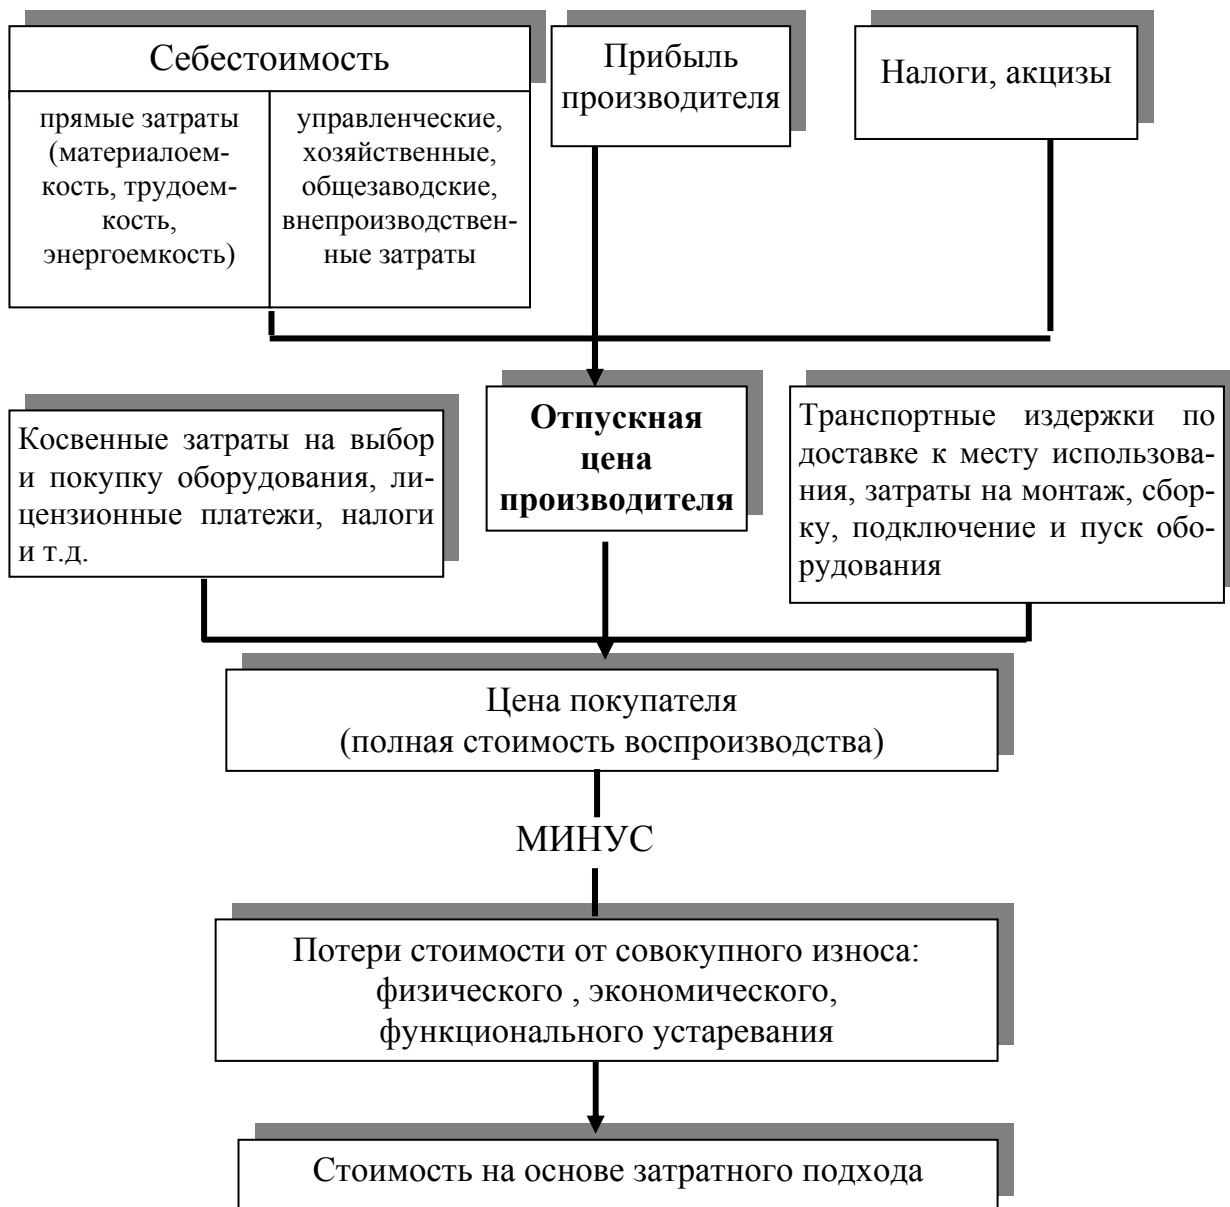 Себестоимость
прямые затраты
(материалоем-
кость, трудоем-
кость,
энергоемкость)
управленческие,
хозяйственные,
общезаводские,
внепроизводствен-
ные затраты
Прибыль
производителя
Налоги, акцизы
Косвенные затраты на выбор
и покупку оборудования, ли-
цензионные платежи, налоги
и т.д.
Отпускная
цена
производителя
Транспортные издержки по
доставке к месту использова-
ния, затраты на монтаж, сбор-
ку, подключение и пуск обо-
рудования
Цена покупателя
(полная стоимость воспроизводства)
МИНУС
Потери стоимости от совокупного износа:
физического , экономического,
функционального устаревания
Стоимость на основе затратного подхода